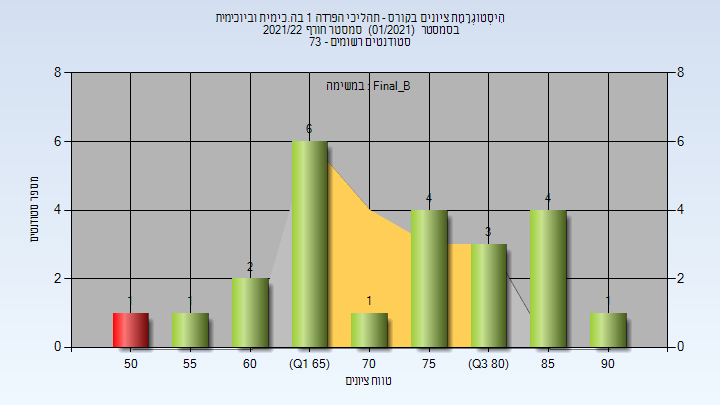 הִיסְטוֹגְרָמַת ציונים בקורס - תהליכי הפרדה 1 בה.כימית וביוכימית
בסמסטר (01/2021) סמסטר חורף 2021/22
סטודנטים רשומים - 73
במשימה : Final_B
8 8
6 6
4 4
2 2
0 0
מספר סטודנטים
1 1 2 6 1 4 3 4 1
50 55 60 (Q1 65) 70 75 (Q3 80) 85 90
טווח ציונים